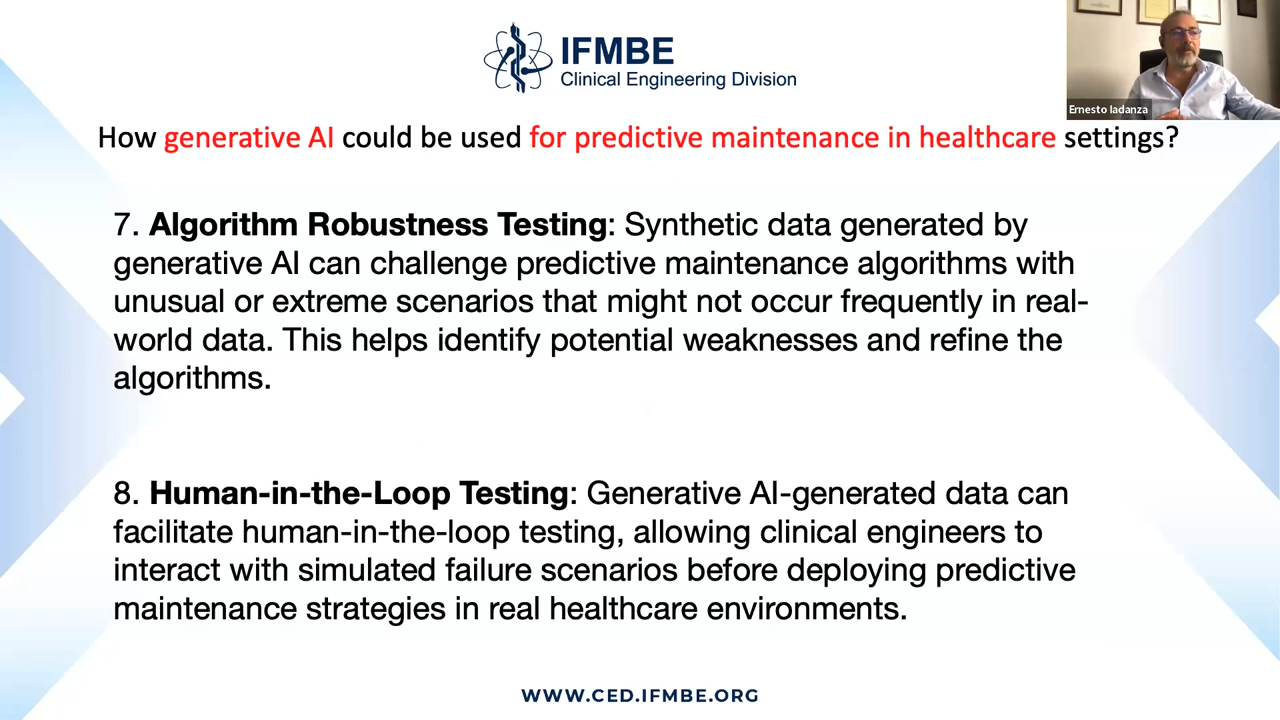 IFMBE
Clinical Engineering Division
Ernesto Iadanza
How generative AI could be used for predictive maintenance in healthcare settings?
7. Algorithm Robustness Testing: Synthetic data generated by
generative AI can challenge predictive maintenance algorithms with
unusual or extreme scenarios that might not occur frequently in real-
world data. This helps identify potential weaknesses and refine the
algorithms.
8. Human-in-the-Loop Testing: Generative AI-generated data can
facilitate human-in-the-loop testing, allowing clinical engineers to
interact with simulated failure scenarios before deploying predictive
maintenance strategies in real healthcare environments.
WWW.CED.IFMBE.ORG